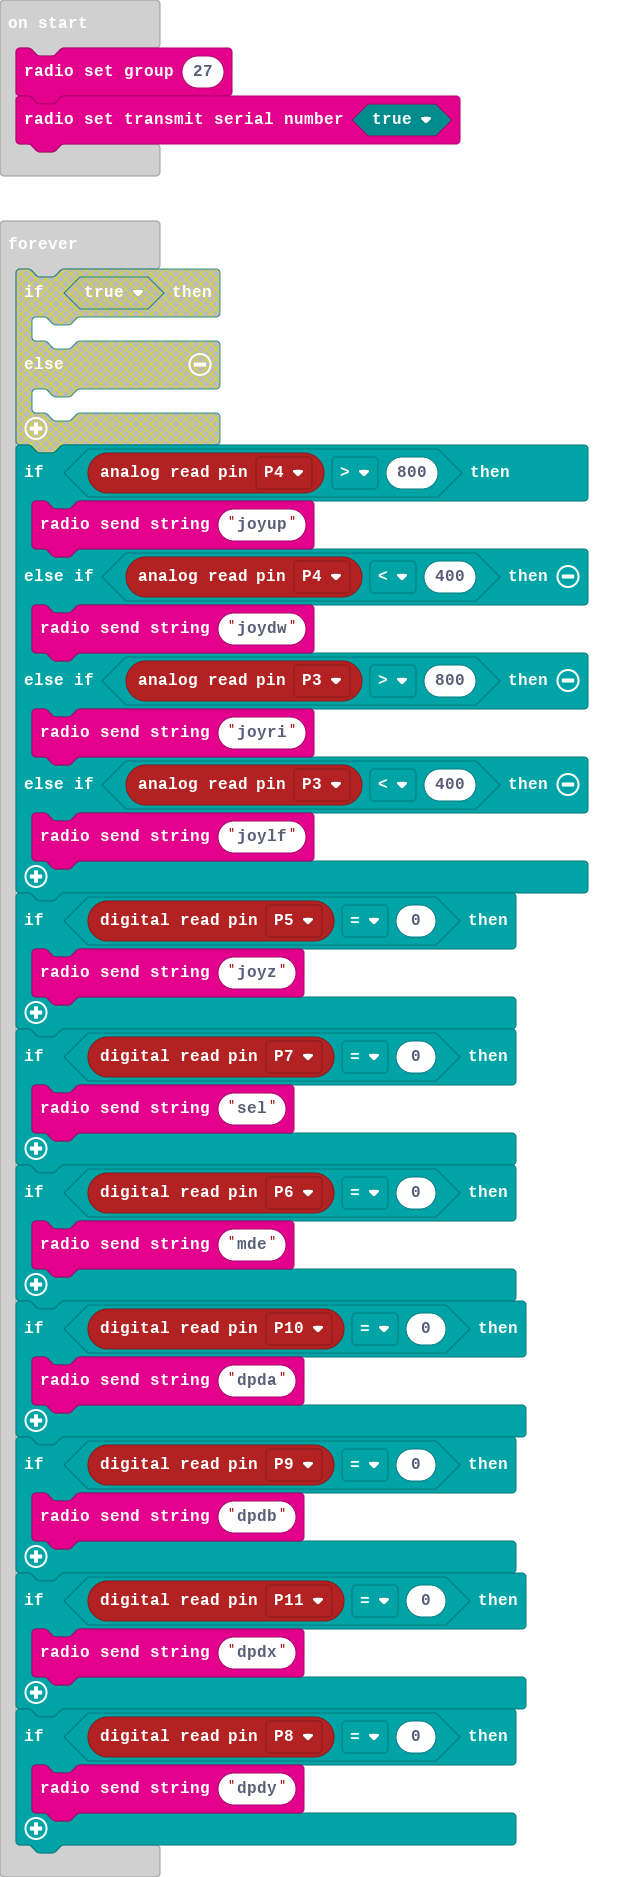 on start
radio set group 27
radio set transmit serial number true
forever
if true then
else
if analog read pin P4 > 800 then
radio send string "joyup"
else if analog read pin P4 < 400 then
radio send string "joydw"
else if analog read pin P3 > 800 then
radio send string "joyri"
else if analog read pin P3 < 400 then
radio send string "joylf"
if digital read pin P5 = 0 then
radio send string "joyz"
if digital read pin P7 = 0 then
radio send string "sel"
if digital read pin P6 = 0 then
radio send string "mde"
if digital read pin P10 = 0 then
radio send string "dpda"
if digital read pin P9 = 0 then
radio send string "dpdb"
if digital read pin P11 = 0 then
radio send string "dpdx"
if digital read pin P8 = 0 then
radio send string "dpdy"